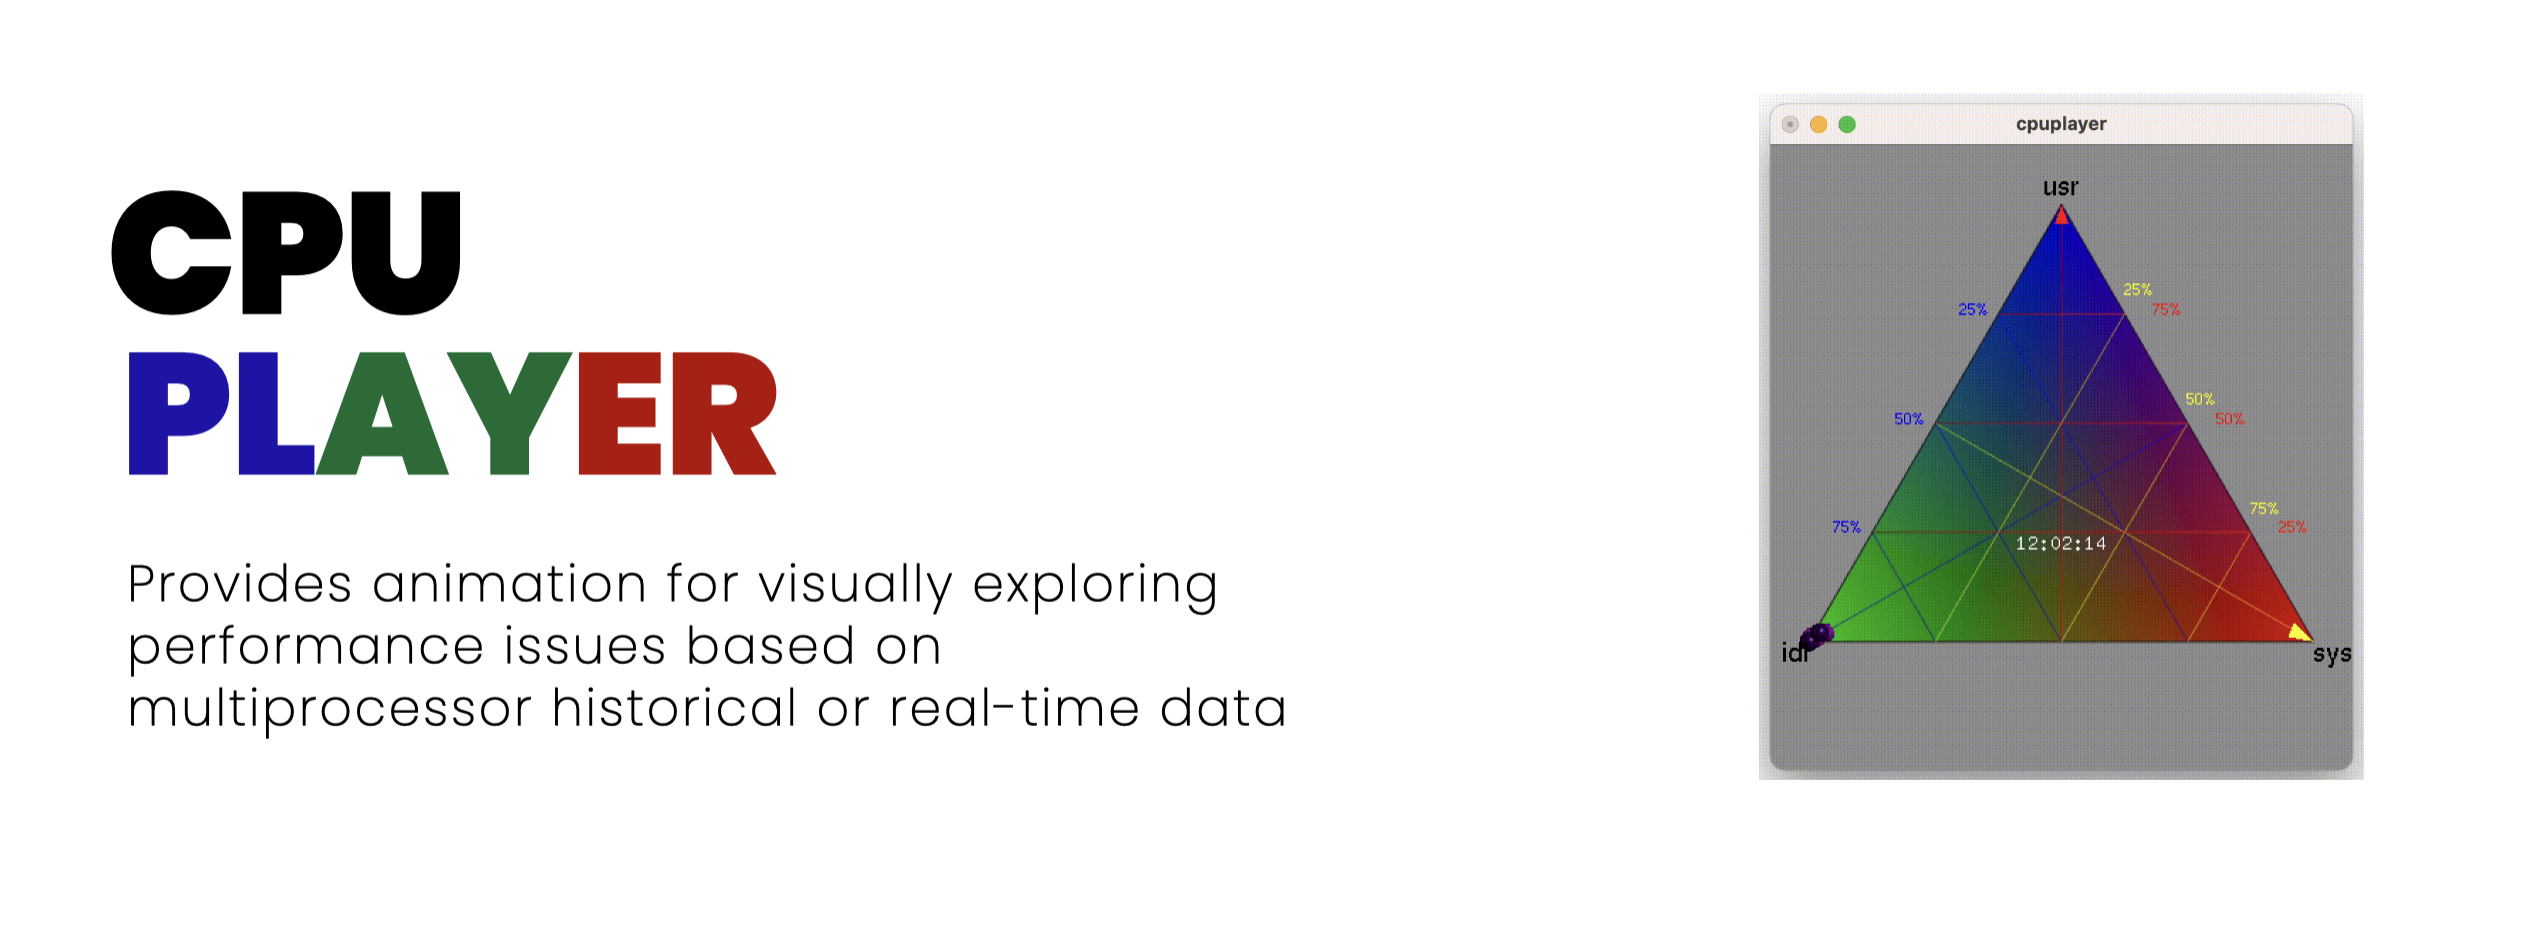 CPU
PLAYER
Provides animation for visually exploring
performance issues based on
multiprocessor historical or real-time data
cpuplayer
usr
25%
25% 75%
50%
50% 50%
75%
75% 25%
12:02:14
idl
sys